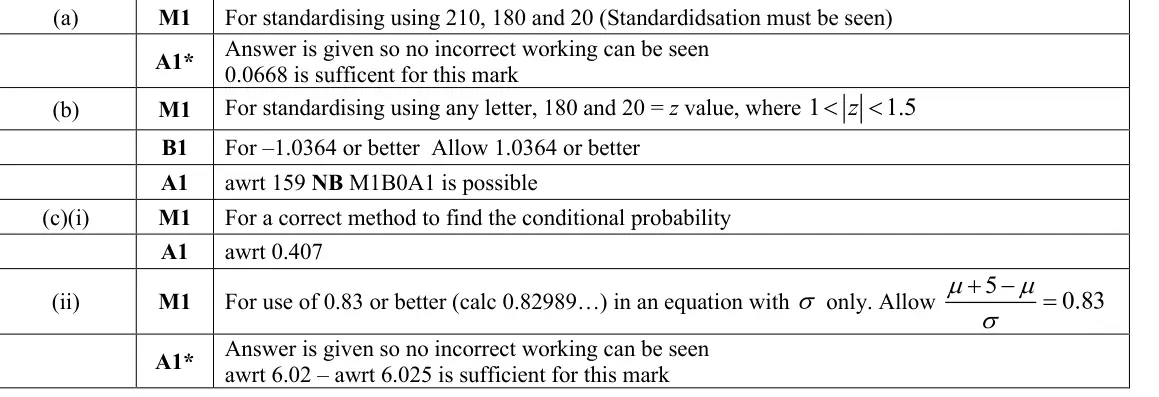 (a) M1 For standardising using 210, 180 and 20 (Standardidsation must be seen)
A1* Answer is given so no incorrect working can be seen
0.0668 is sufficent for this mark
(b) M1 For standardising using any letter, 180 and 20 = z value, where 1 < |z| < 1.5
B1 For –1.0364 or better Allow 1.0364 or better
A1 awrt 159 NB M1B0A1 is possible
(c)(i) M1 For a correct method to find the conditional probability
A1 awrt 0.407
(ii) M1 For use of 0.83 or better (calc 0.82989…) in an equation with σ only. Allow (μ + 5 − μ)/σ = 0.83
A1* Answer is given so no incorrect working can be seen
awrt 6.02 – awrt 6.025 is sufficient for this mark